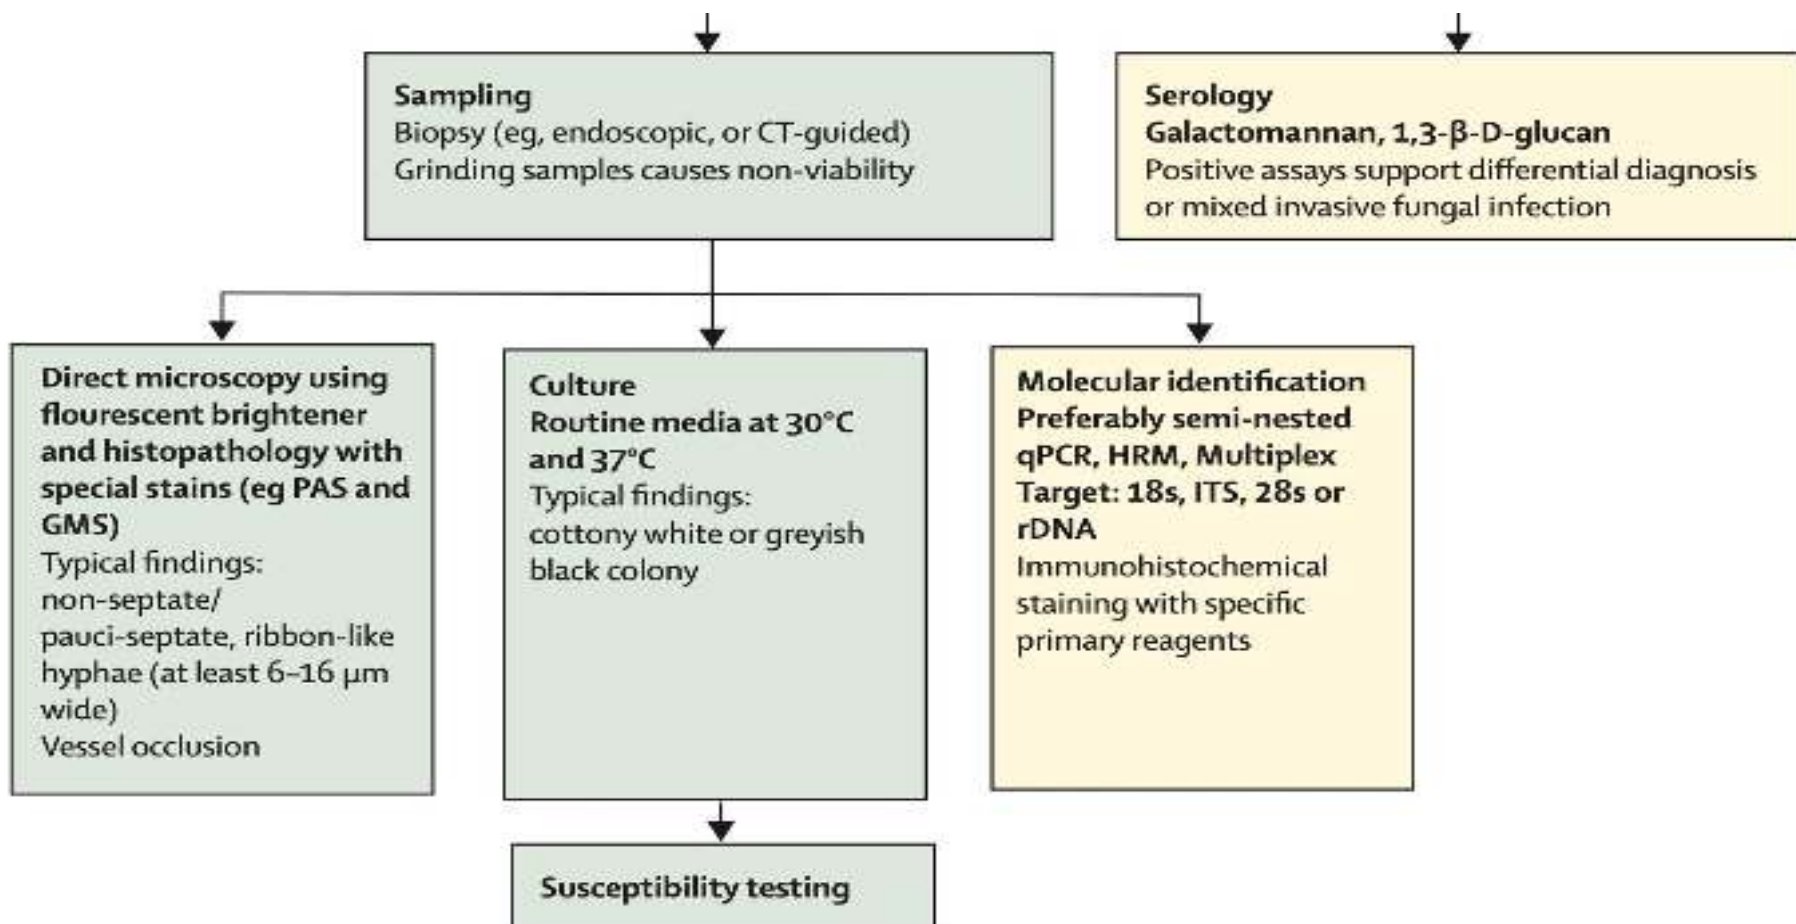 Sampling
Biopsy (eg, endoscopic, or CT-guided)
Grinding samples causes non-viability
Serology
Galactomannan, 1,3-β-D-glucan
Positive assays support differential diagnosis
or mixed invasive fungal infection
Direct microscopy using
flourescent brightener
and histopathology with
special stains (eg PAS and
GMS)
Typical findings:
non-septate/
pauci-septate, ribbon-like
hyphae (at least 6–16 µm
wide)
Vessel occlusion
Culture
Routine media at 30°C
and 37°C
Typical findings:
cottony white or greyish
black colony
Molecular identification
Preferably semi-nested
qPCR, HRM, Multiplex
Target: 18s, ITS, 28s or
rDNA
Immunohistochemical
staining with specific
primary reagents
Susceptibility testing